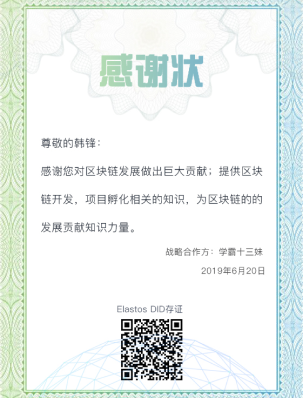 感谢状
尊敬的韩锋：
感谢您对区块链发展做出巨大贡献；提供区块
链开发，项目孵化相关的知识，为区块链的的
发展贡献知识力量。
战略合作方：学霸十三妹
2019年6月20日
Elastos DID存证